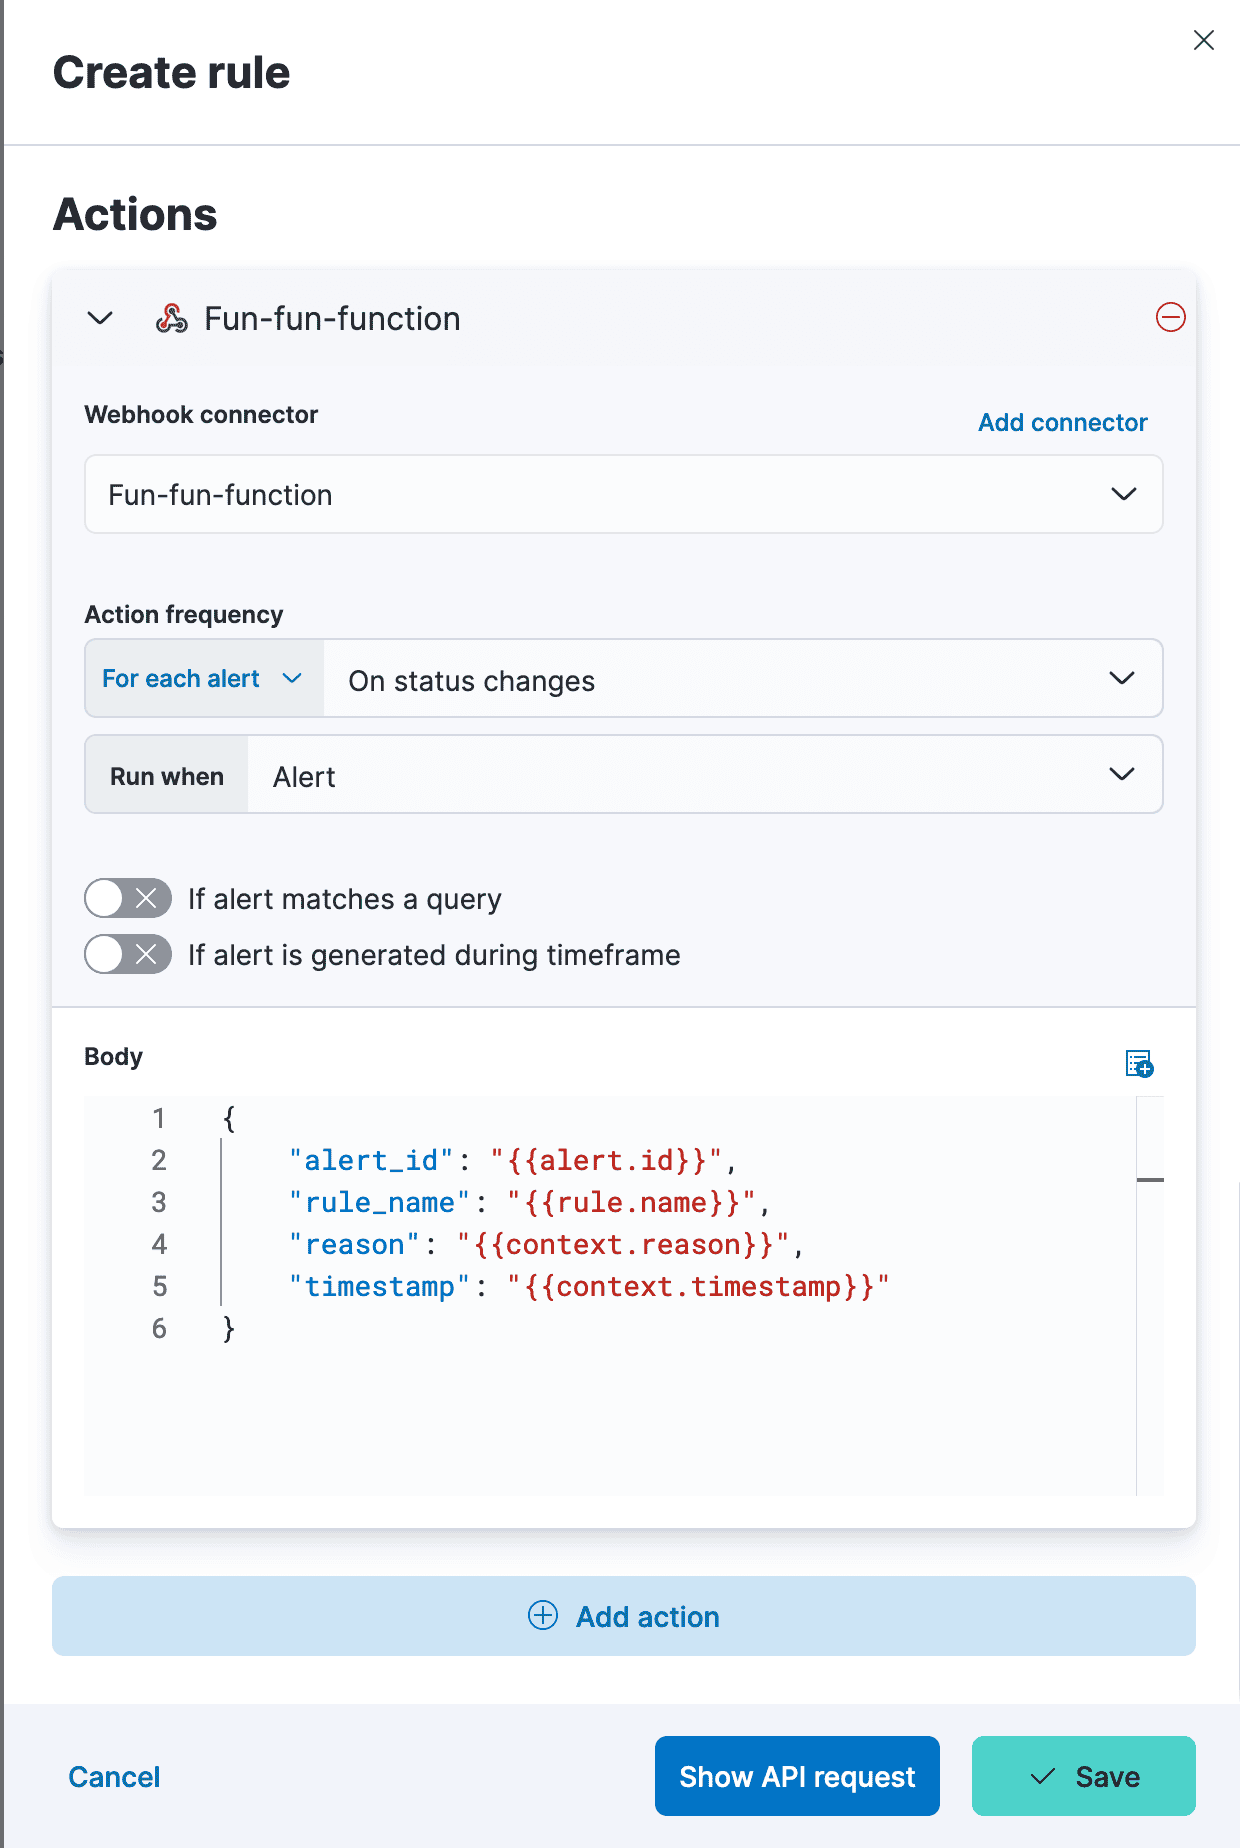 Create rule
Actions
Fun-fun-function
Webhook connector
Add connector
Fun-fun-function
Action frequency
For each alert
On status changes
Run when
Alert
If alert matches a query
If alert is generated during timeframe
Body
1 {
2 "alert_id": "{{alert.id}}",
3 "rule_name": "{{rule.name}}",
4 "reason": "{{context.reason}}",
5 "timestamp": "{{context.timestamp}}"
6 }
Add action
Cancel
Show API request
Save